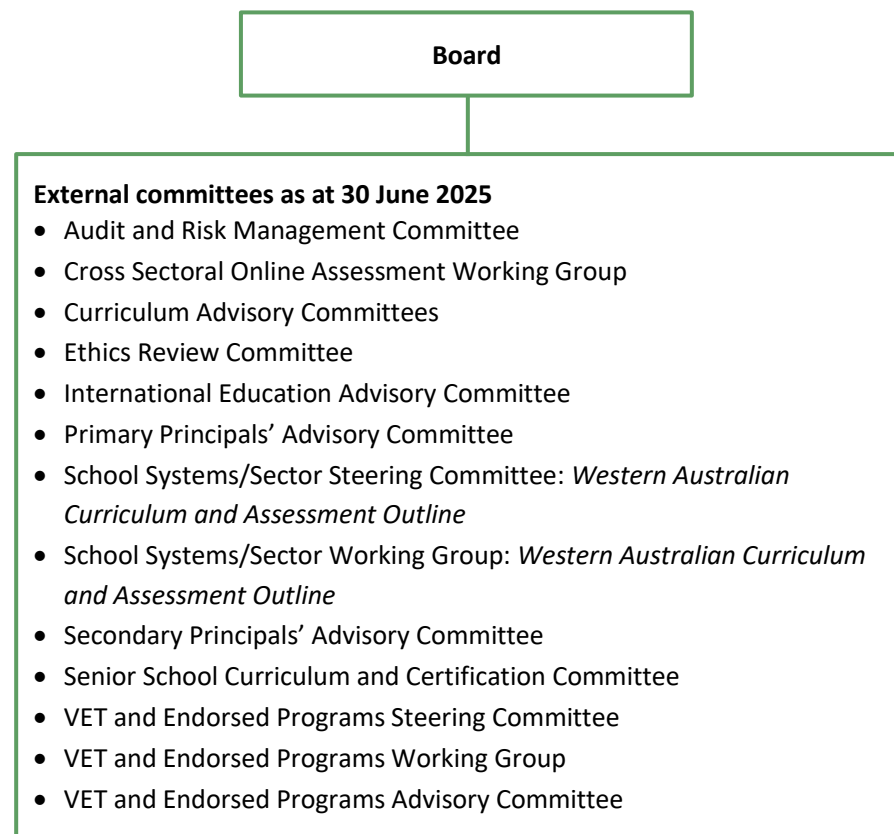 Board
External committees as at 30 June 2025
• Audit and Risk Management Committee
• Cross Sectoral Online Assessment Working Group
• Curriculum Advisory Committees
• Ethics Review Committee
• International Education Advisory Committee
• Primary Principals’ Advisory Committee
• School Systems/Sector Steering Committee: Western Australian
Curriculum and Assessment Outline
• School Systems/Sector Working Group: Western Australian Curriculum
and Assessment Outline
• Secondary Principals’ Advisory Committee
• Senior School Curriculum and Certification Committee
• VET and Endorsed Programs Steering Committee
• VET and Endorsed Programs Working Group
• VET and Endorsed Programs Advisory Committee